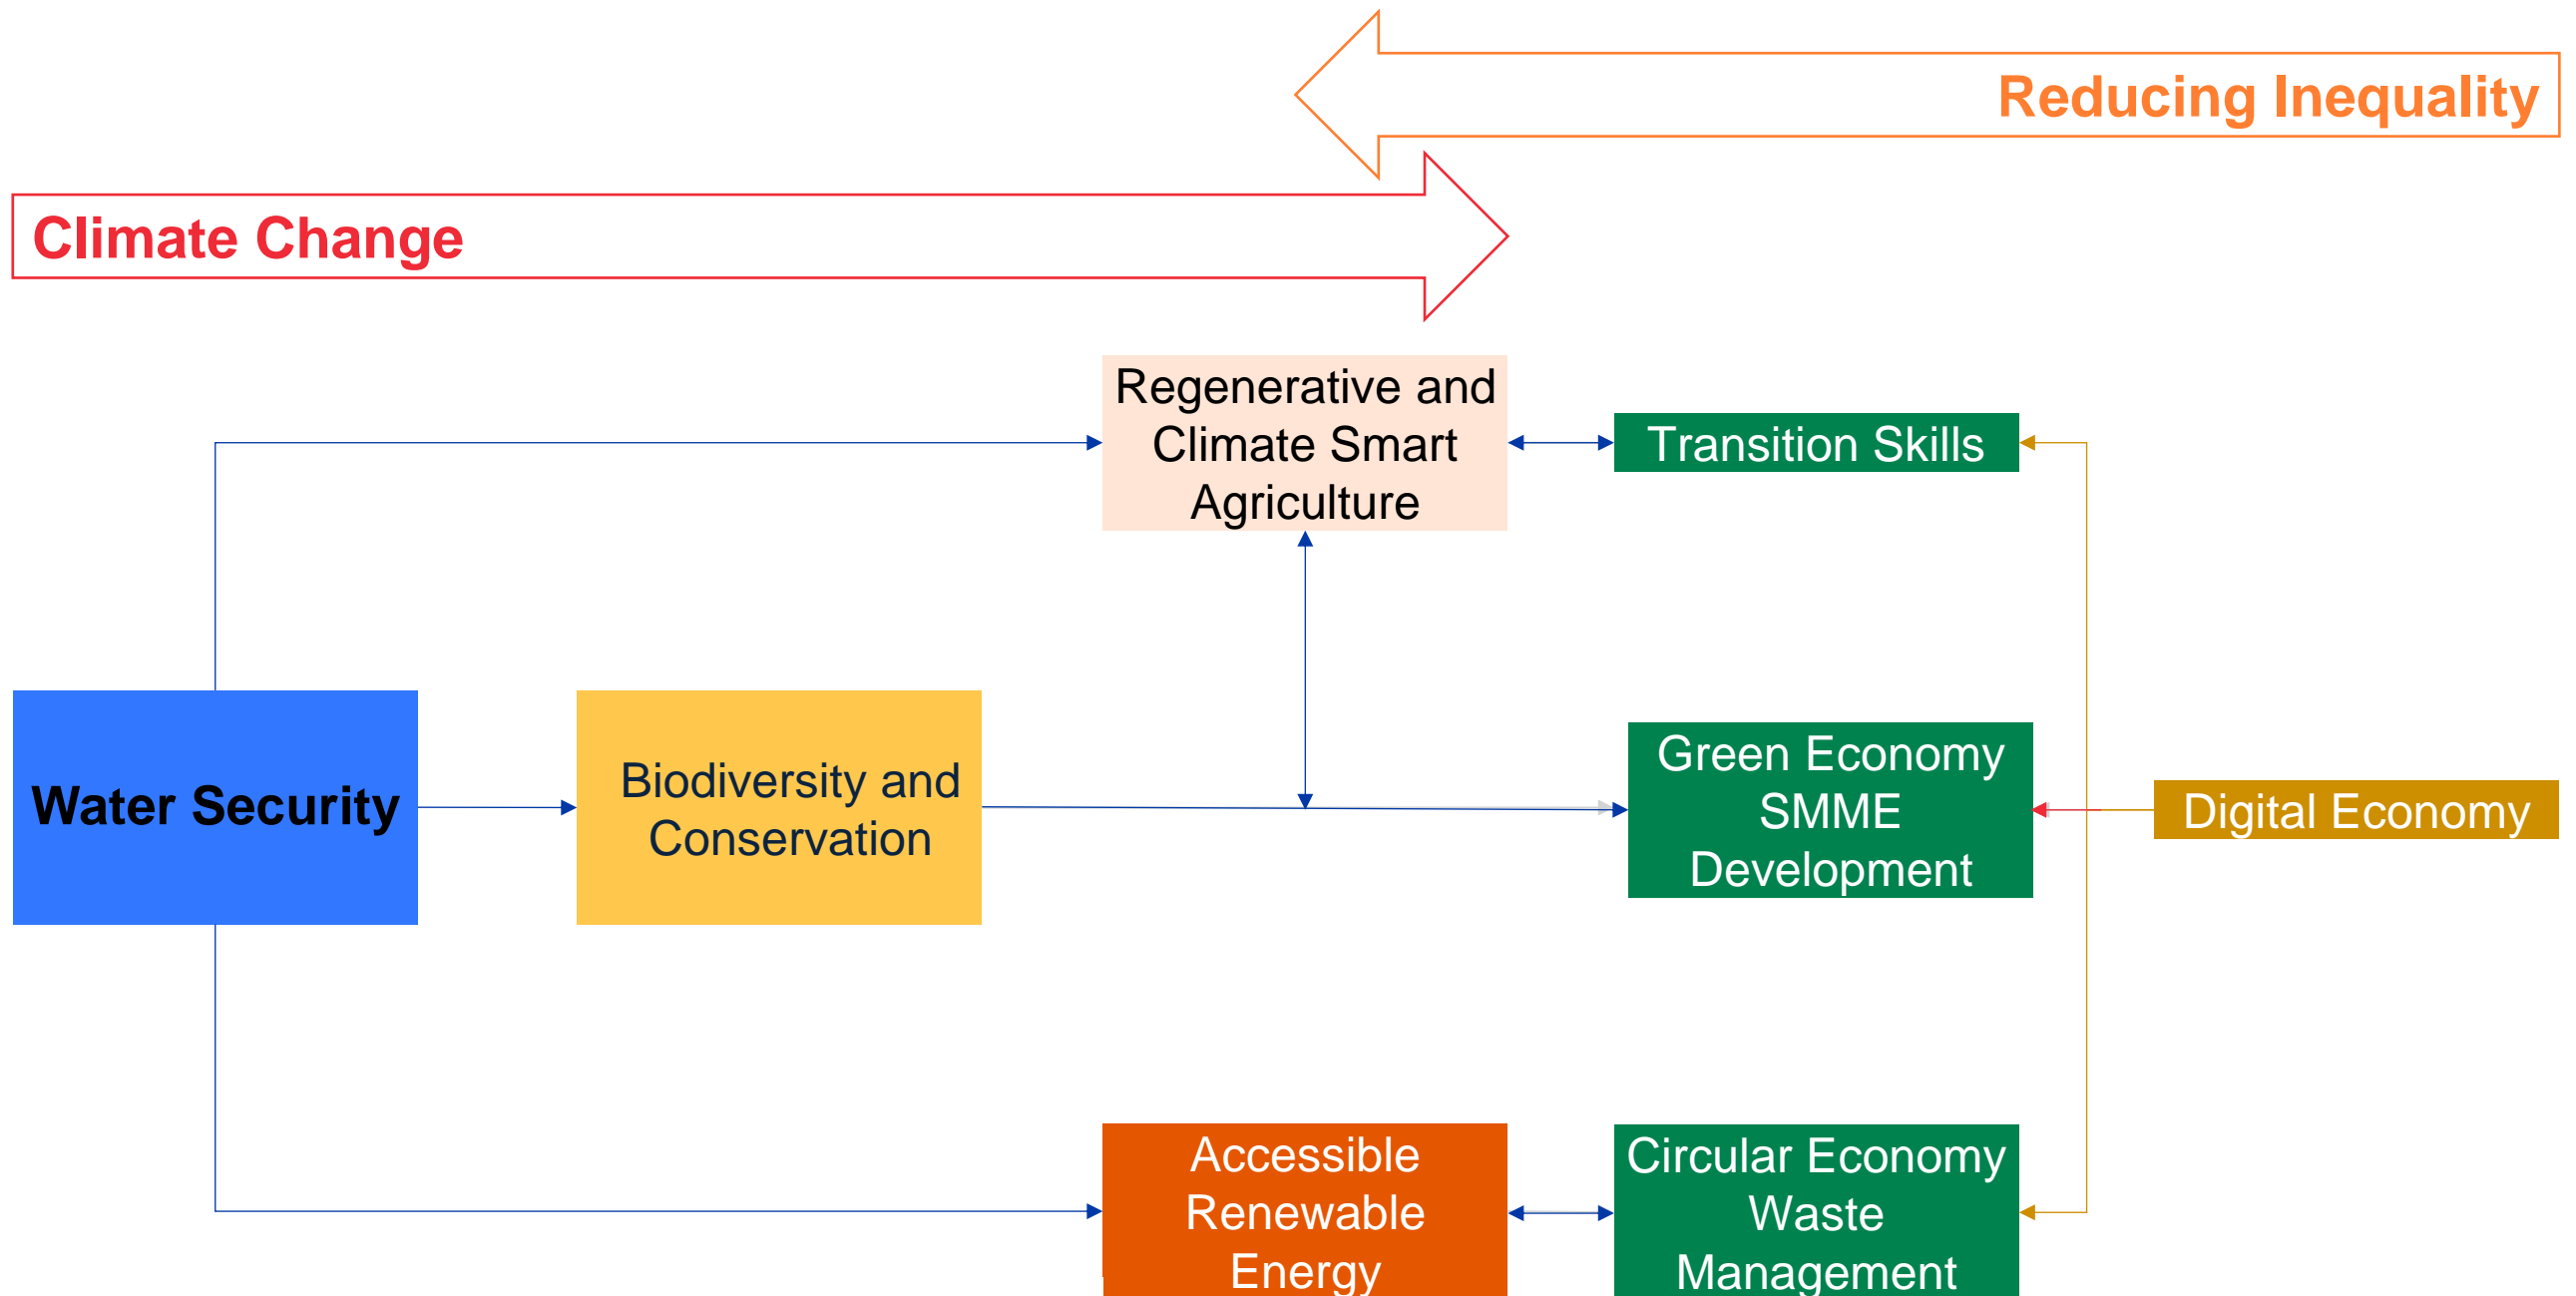 Reducing Inequality
Climate Change
Regenerative and
Climate Smart
Agriculture
Transition Skills
Water Security
Biodiversity and
Conservation
Green Economy
SMME
Development
Digital Economy
Accessible
Renewable
Energy
Circular Economy
Waste
Management